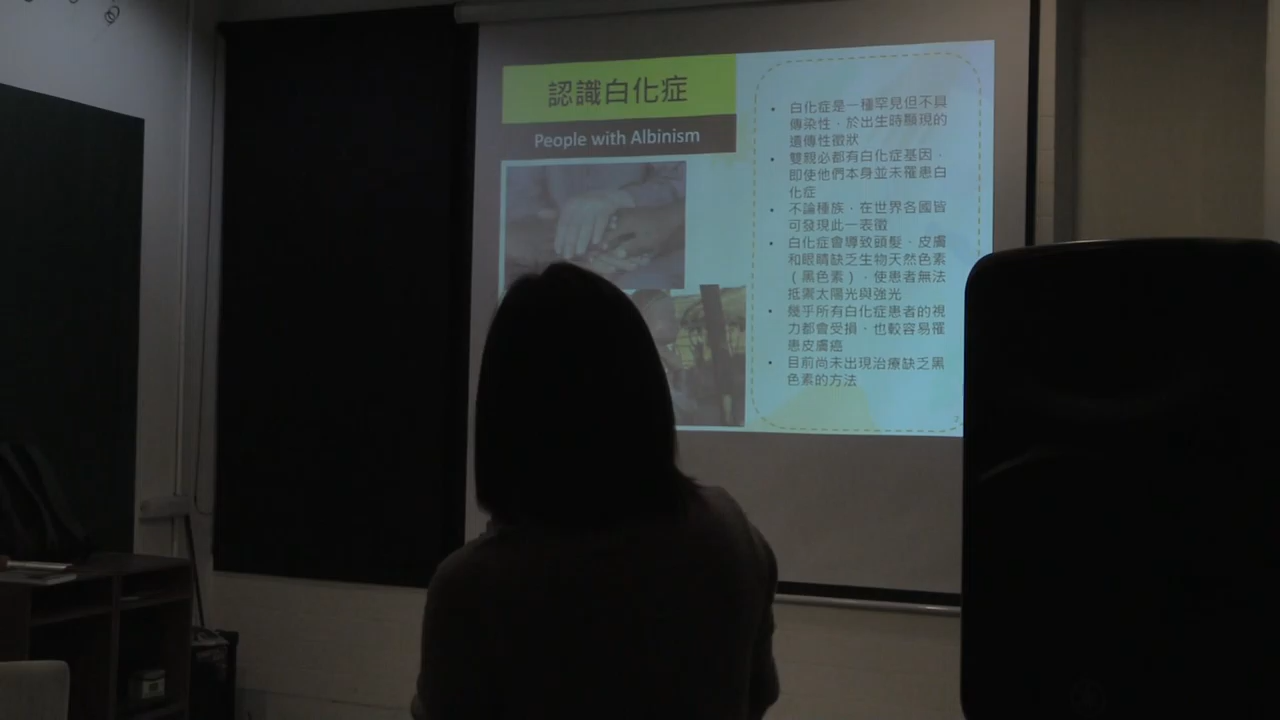 認識白化症
People with Albinism
• 白化症是一種罕見但不具
傳染性，於出生時顯現的
遺傳性徵狀
• 雙親必都有白化症基因，
即使他們本身並未罹患白
化症
• 不論種族，在世界各國皆
可發現此一表徵
• 白化症會導致頭髮、皮膚
和眼睛缺乏生物天然色素
（黑色素），使患者無法
抵禦太陽光與強光
• 幾乎所有白化症患者的視
力都會受損，也較容易罹
患皮膚癌
• 目前尚未出現治療缺乏黑
色素的方法
2